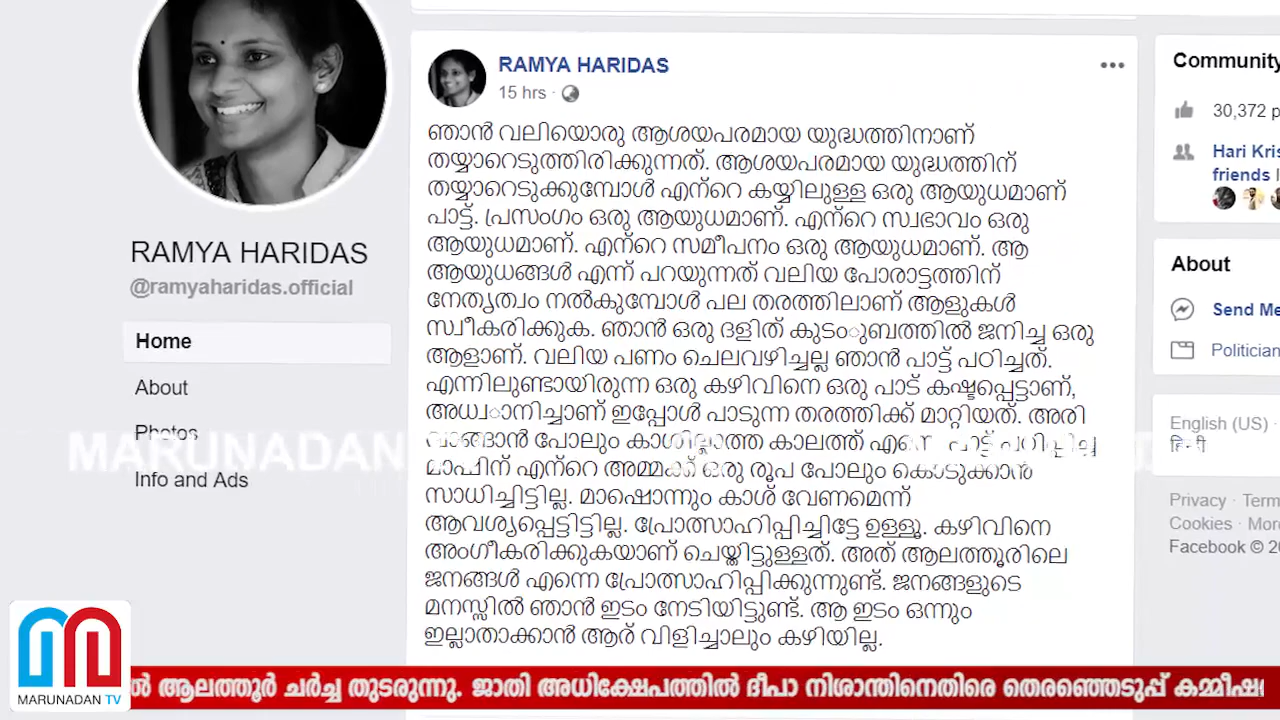 RAMYA HARIDAS
@ramyaharidas.official
Home
About
Photos
Info and Ads
RAMYA HARIDAS
15 hrs ·
ഞാൻ വലിയൊരു ആശയപരമായ യുദ്ധത്തിനാണ്
തയ്യാറെടുത്തിരിക്കുന്നത്. ആശയപരമായ യുദ്ധത്തിന്
തയ്യാറെടുക്കുമ്പോൾ എന്‍റെ കയ്യിലുള്ള ഒരു ആയുധമാണ്
പാട്ട്. പ്രസംഗം ഒരു ആയുധമാണ്. എന്‍റെ സ്വഭാവം ഒരു
ആയുധമാണ്. എന്‍റെ സമീപനം ഒരു ആയുധമാണ്. ആ
ആയുധങ്ങൾ എന്ന് പറയുന്നത് വലിയ പോരാട്ടത്തിന്
നേതൃത്വം നൽകുമ്പോൾ പല തരത്തിലാണ് ആളുകൾ
സ്വീകരിക്കുക. ഞാൻ ഒരു ദളിത് കുടംുബത്തിൽ ജനിച്ച ഒരു
ആളാണ്. വലിയ പണം ചെലവഴിച്ചല്ല ഞാൻ പാട്ട് പഠിച്ചത്.
എന്നിലുണ്ടായിരുന്ന ഒരു കഴിവിനെ ഒരു പാട് കഷ്ടപ്പെട്ടാണ്,
അധ്വാനിച്ചാണ് ഇപ്പോൾ പാടുന്ന തരത്തിക്ക് മാറ്റിയത്. അരി
വാങ്ങാൻ പോലും കാശില്ലാത്ത കാലത്ത് എന്നെ പാട്ട് പഠിപ്പിച്ച
മാഷിന് എന്‍റെ അമ്മക്ക് ഒരു രൂപ പോലും കൊടുക്കാൻ
സാധിച്ചിട്ടില്ല. മാഷൊന്നും കാശ് വേണമെന്ന്
ആവശ്യപ്പെട്ടിട്ടില്ല. പ്രോത്സാഹിപ്പിച്ചിട്ടേ ഉള്ളൂ. കഴിവിനെ
അംഗീകരിക്കുകയാണ് ചെയ്തിട്ടുള്ളത്. അത് ആലത്തൂരിലെ
ജനങ്ങൾ എന്നെ പ്രോത്സാഹിപ്പിക്കുന്നുണ്ട്. ജനങ്ങളുടെ
മനസ്സിൽ ഞാൻ ഇടം നേടിയിട്ടുണ്ട്. ആ ഇടം ഒന്നും
ഇല്ലാതാക്കാൻ ആര് വിളിച്ചാലും കഴിയില്ല.
Community
30,372 p
Hari Kris
friends l
About
Send Me
Politician
English (US) ·
हिन्दी
Privacy · Term
Cookies · Mor
Facebook © 20
MARUNADAN
MARUNADAN TV
ൽ ആലത്തൂർ ചർച്ച തുടരുന്നു. ജാതി അധിക്ഷേപത്തിൽ ദീപാ നിശാന്തിനെതിരെ തെരഞ്ഞെടുപ്പ് കമ്മീഷ